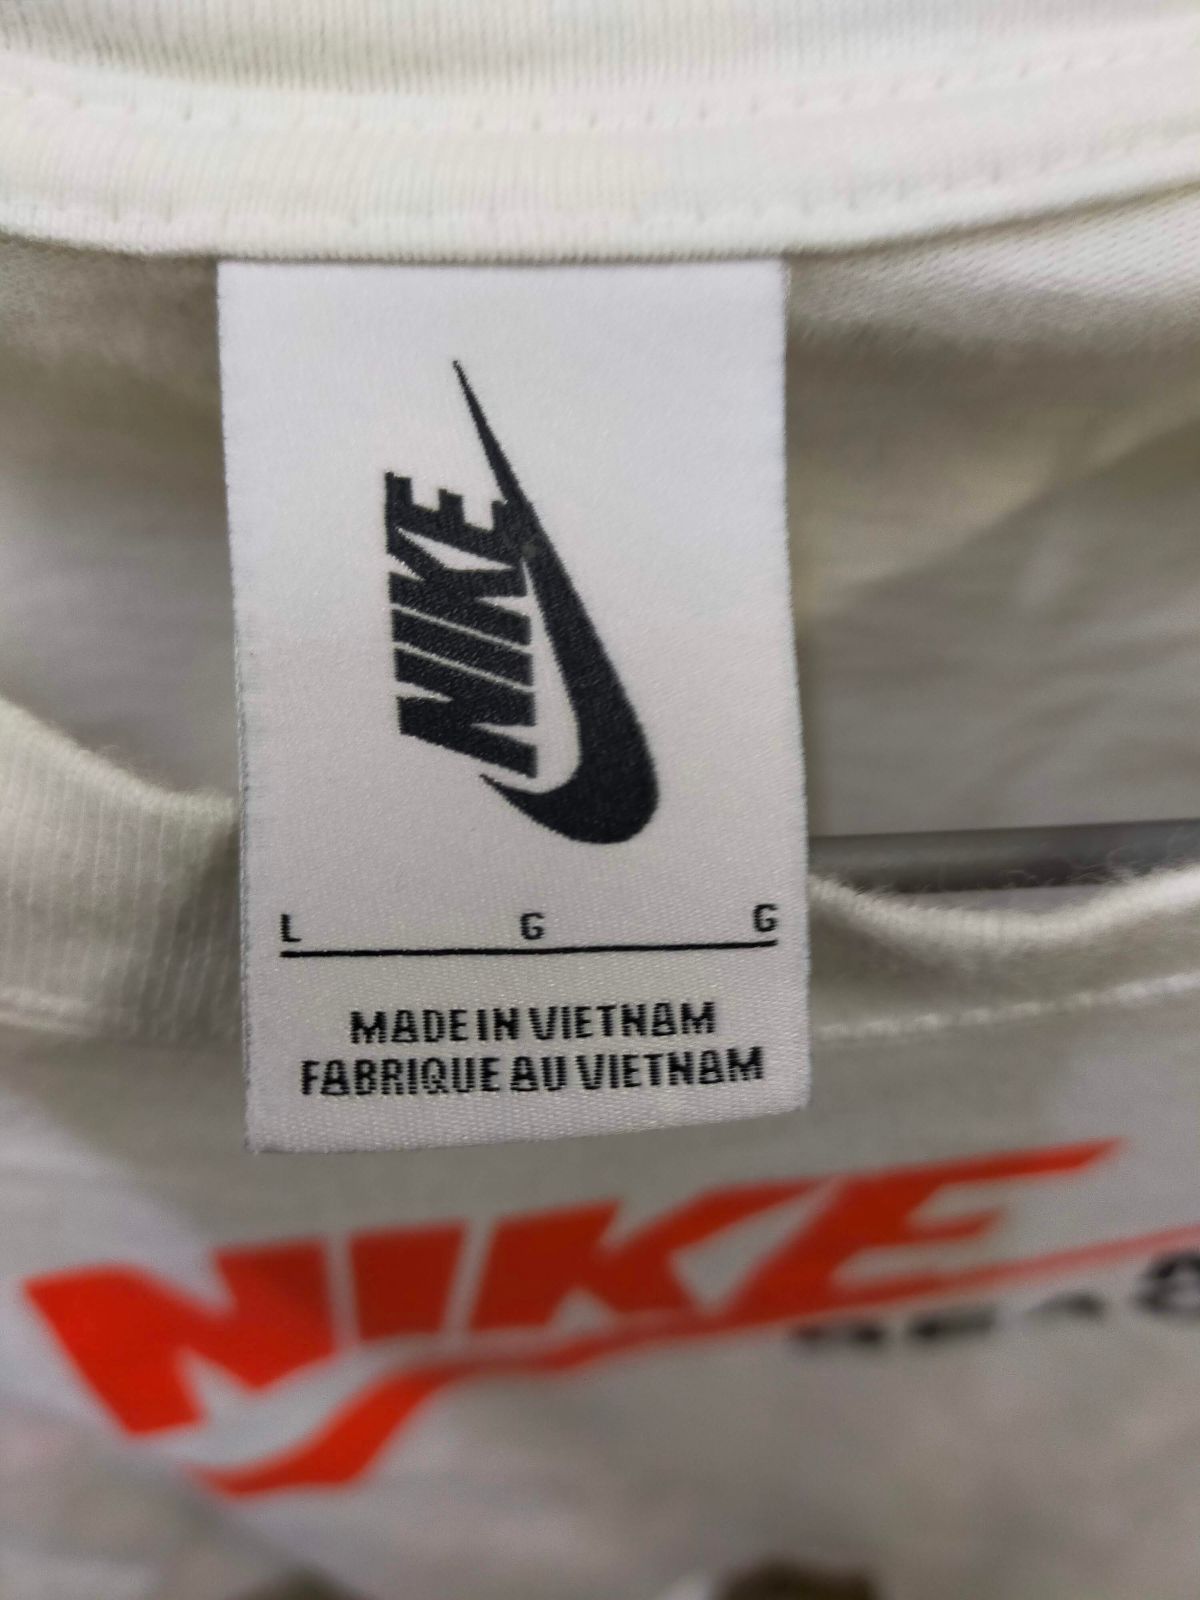 NIKE
L G G
MADE IN VIETNAM
FABRIQUE AU VIETNAM
NIKE